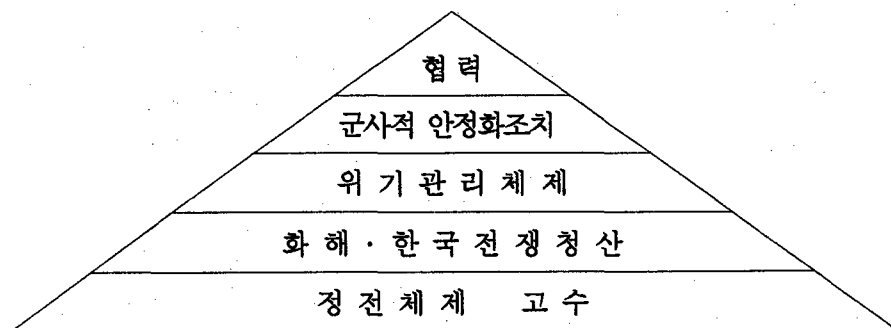 협 력
군사적 안정화조치
위 기 관 리 체 제
화 해 · 한 국 전 쟁 청 산
정 전 체 제 고 수